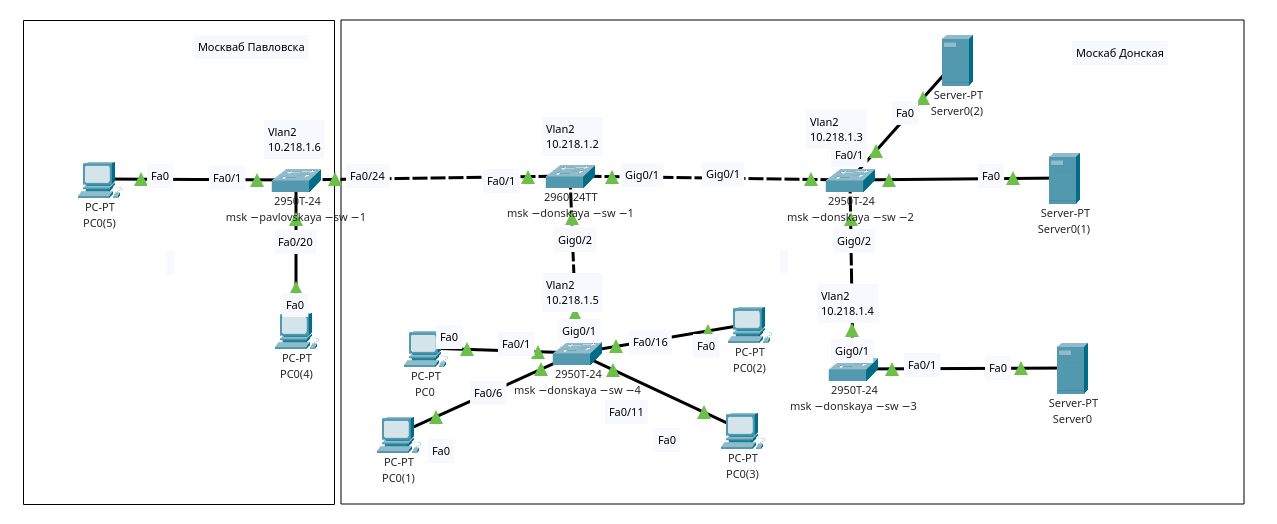 Москваб Павловска
Москаб Донская
Server-PT
Server0(2)
Vlan2
10.218.1.6
Vlan2
10.218.1.2
Vlan2
10.218.1.3
Fa0
Fa0/1
Fa0
Fa0/1
Fa0/24
Fa0/1
Gig0/1
Gig0/1
Fa0
PC-PT
PC0(5)
2950T-24
msk −pavlovskaya −sw −1
2960-24TT
msk −donskaya −sw −1
2950T-24
msk −donskaya −sw −2
Server-PT
Server0(1)
Fa0/20
Gig0/2
Gig0/2
Fa0
PC-PT
PC0(4)
Vlan2
10.218.1.5
Vlan2
10.218.1.4
Gig0/1
Fa0
Fa0/1
Fa0/16
Fa0
PC-PT
PC0(2)
Gig0/1
PC-PT
PC0
2950T-24
msk −donskaya −sw −4
Fa0/6
Fa0/11
2950T-24
msk −donskaya −sw −3
Fa0/1
Fa0
Server-PT
Server0
Fa0
Fa0
PC-PT
PC0(1)
PC-PT
PC0(3)